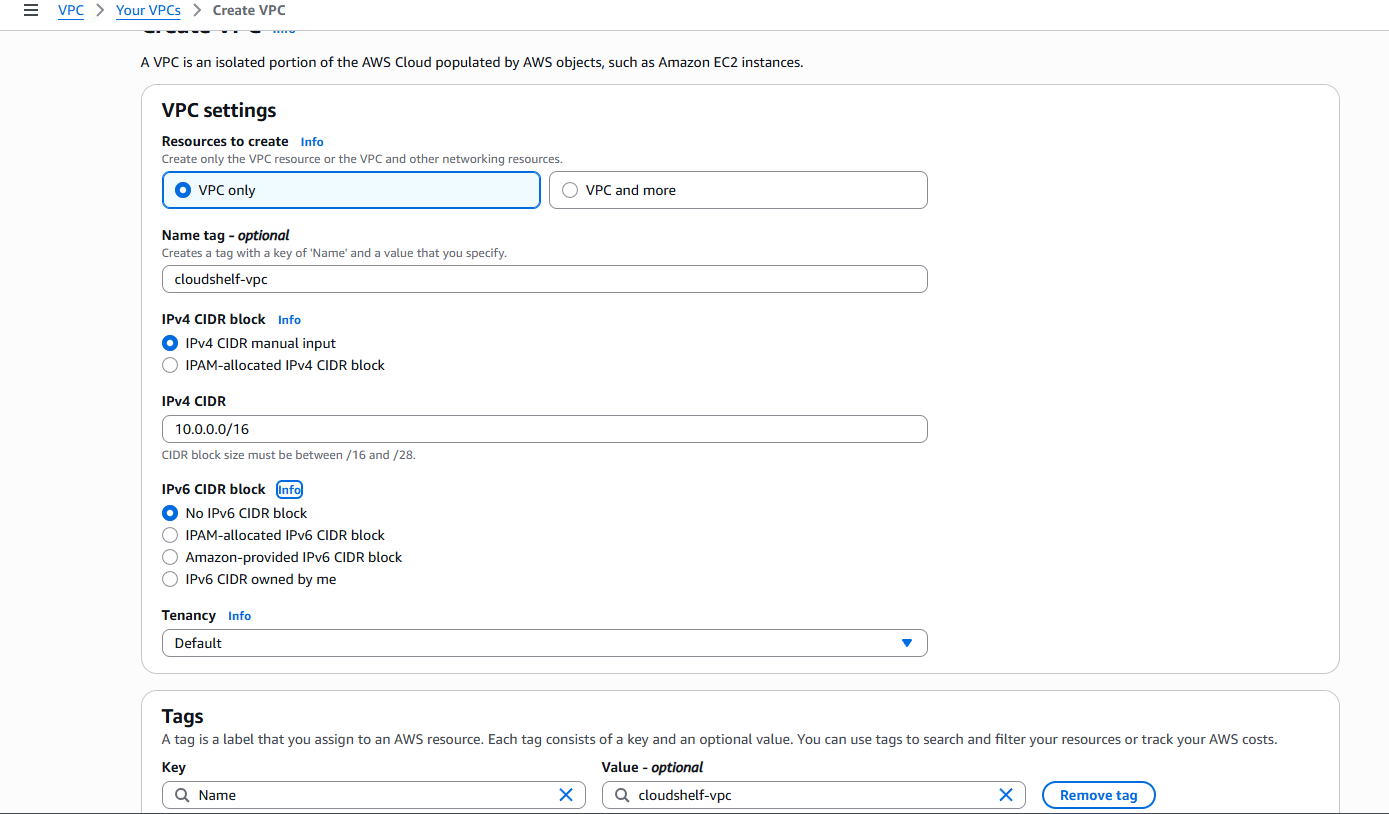 VPC > Your VPCs > Create VPC
Create VPC Info
A VPC is an isolated portion of the AWS Cloud populated by AWS objects, such as Amazon EC2 instances.
VPC settings
Resources to create Info
Create only the VPC resource or the VPC and other networking resources.
VPC only VPC and more
Name tag - optional
Creates a tag with a key of 'Name' and a value that you specify.
cloudshelf-vpc
IPv4 CIDR block Info
IPv4 CIDR manual input
IPAM-allocated IPv4 CIDR block
IPv4 CIDR
10.0.0.0/16
CIDR block size must be between /16 and /28.
IPv6 CIDR block Info
No IPv6 CIDR block
IPAM-allocated IPv6 CIDR block
Amazon-provided IPv6 CIDR block
IPv6 CIDR owned by me
Tenancy Info
Default
Tags
A tag is a label that you assign to an AWS resource. Each tag consists of a key and an optional value. You can use tags to search and filter your resources or track your AWS costs.
Key Value - optional
Name cloudshelf-vpc Remove tag